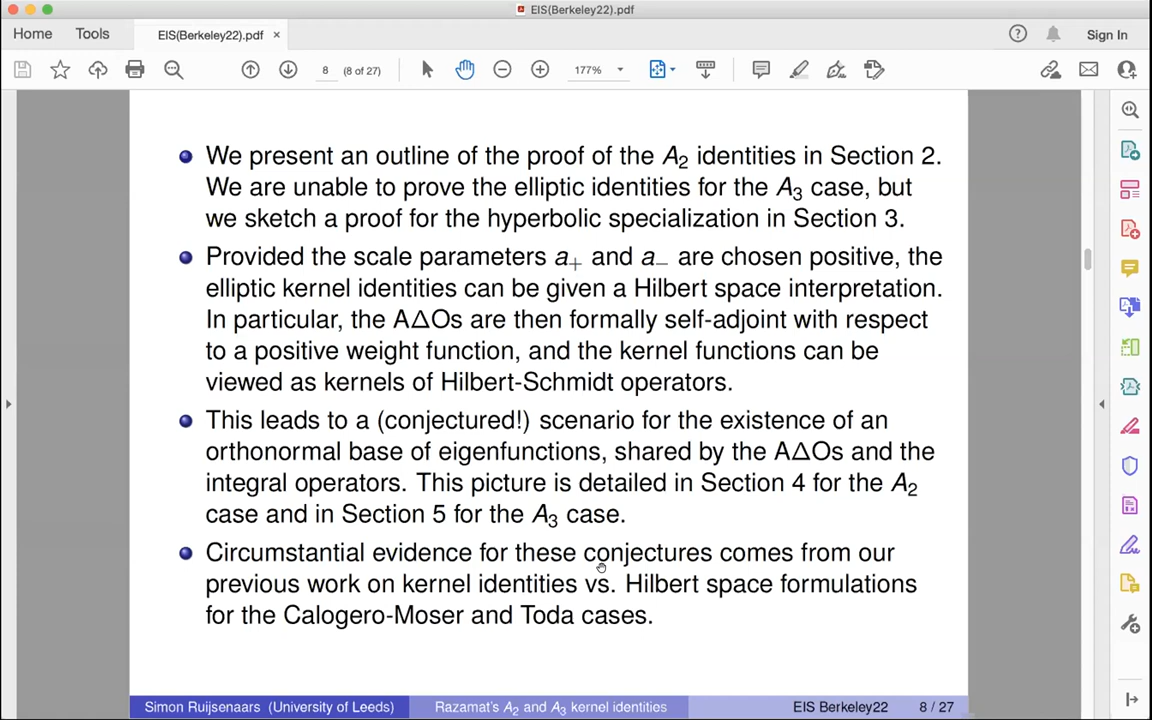 EIS(Berkeley22).pdf
Home Tools EIS(Berkeley22).pdf × Sign In
8 (8 of 27) 177%
We present an outline of the proof of the A₂ identities in Section 2.
We are unable to prove the elliptic identities for the A₃ case, but
we sketch a proof for the hyperbolic specialization in Section 3.
Provided the scale parameters a₊ and a₋ are chosen positive, the
elliptic kernel identities can be given a Hilbert space interpretation.
In particular, the AΔOs are then formally self-adjoint with respect
to a positive weight function, and the kernel functions can be
viewed as kernels of Hilbert-Schmidt operators.
This leads to a (conjectured!) scenario for the existence of an
orthonormal base of eigenfunctions, shared by the AΔOs and the
integral operators. This picture is detailed in Section 4 for the A₂
case and in Section 5 for the A₃ case.
Circumstantial evidence for these conjectures comes from our
previous work on kernel identities vs. Hilbert space formulations
for the Calogero-Moser and Toda cases.
Simon Ruijsenaars (University of Leeds) Razamat's A₂ and A₃ kernel identities EIS Berkeley22 8 / 27